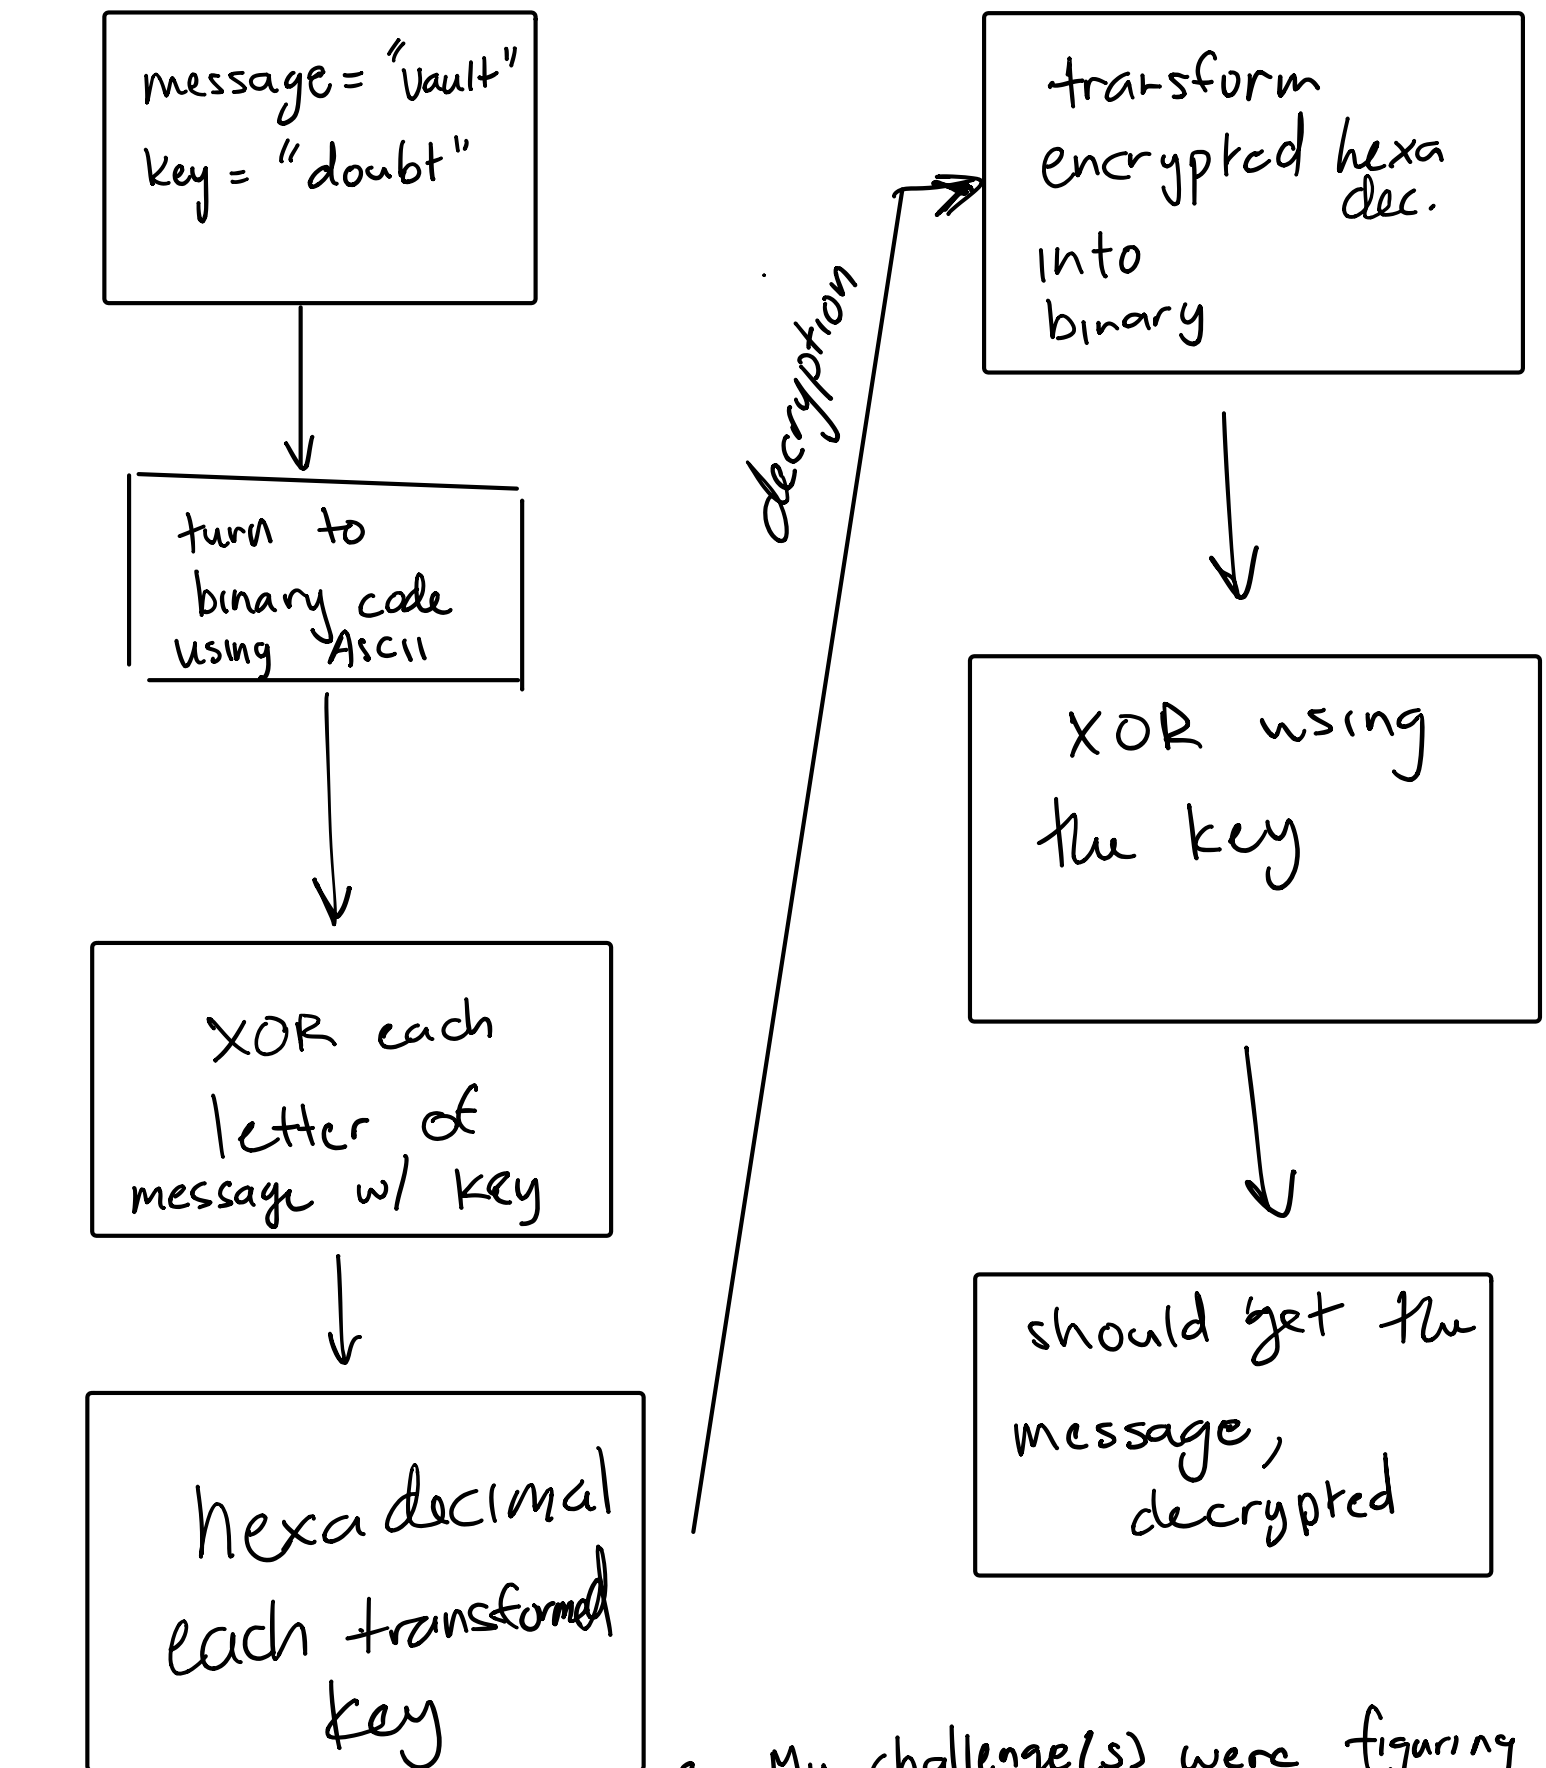 message = "vault"
key = "doubt"
turn to
binary code
using Ascii
XOR each
letter of
message w/ key
hexadecimal
each transformed
key
decryption
transform
encrypted hexa
dec.
into
binary
XOR using
the key
should get the
message,
decrypted
My challenge(s) were figuring